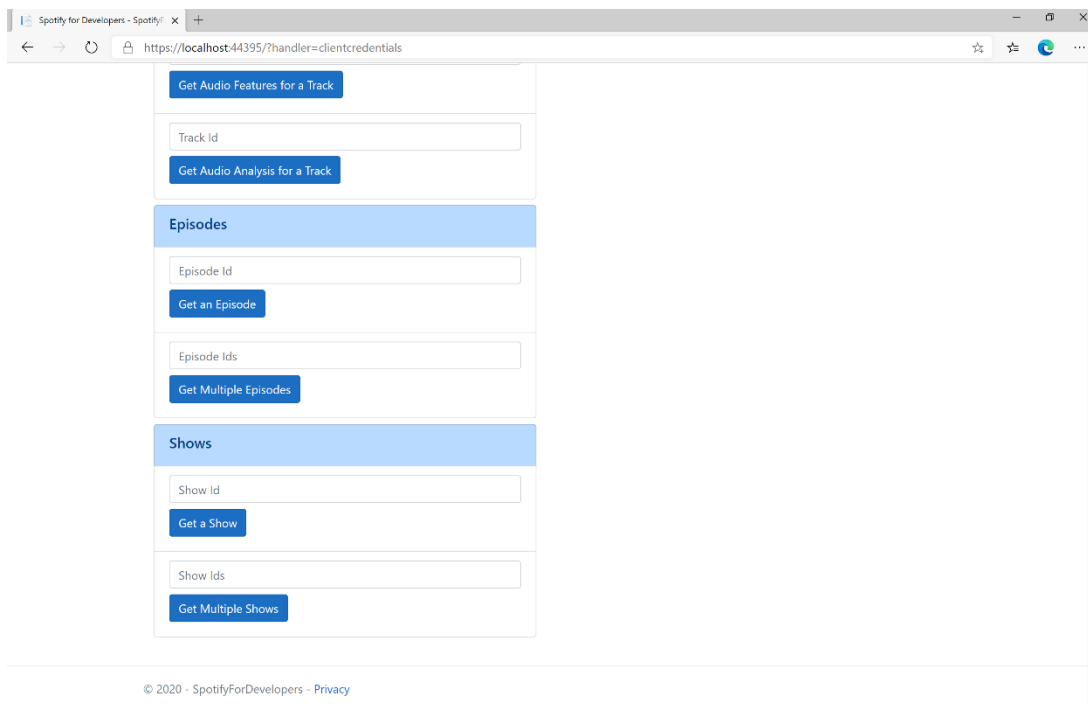 Spotify for Developers - Spotify
https://localhost:44395/?handler=clientcredentials
Get Audio Features for a Track
Track Id
Get Audio Analysis for a Track
Episodes
Episode Id
Get an Episode
Episode Ids
Get Multiple Episodes
Shows
Show Id
Get a Show
Show Ids
Get Multiple Shows
© 2020 - SpotifyForDevelopers - Privacy